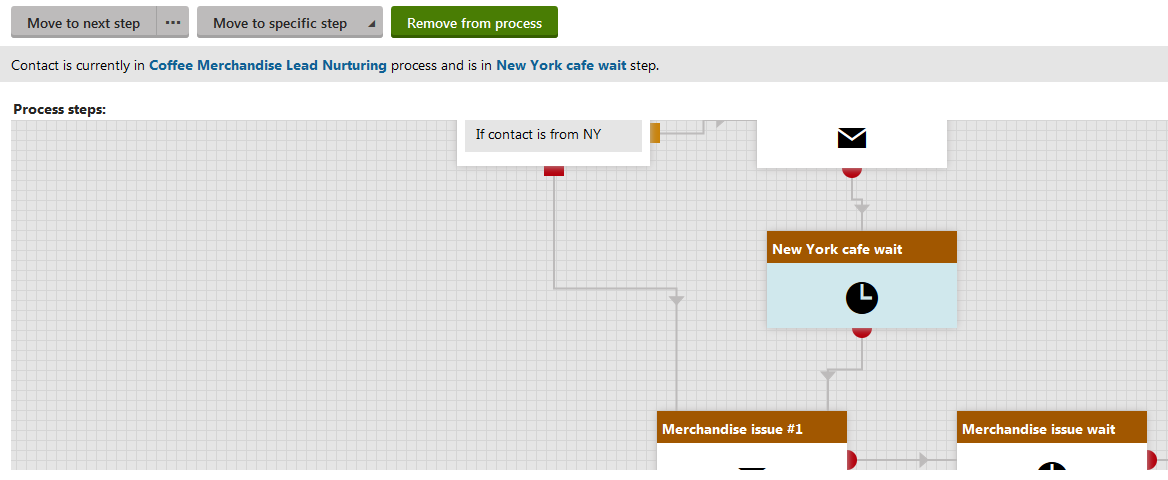 Move to next step ••• Move to specific step Remove from process
Contact is currently in Coffee Merchandise Lead Nurturing process and is in New York cafe wait step.
Process steps:
If contact is from NY
New York cafe wait
Merchandise issue #1 Merchandise issue wait